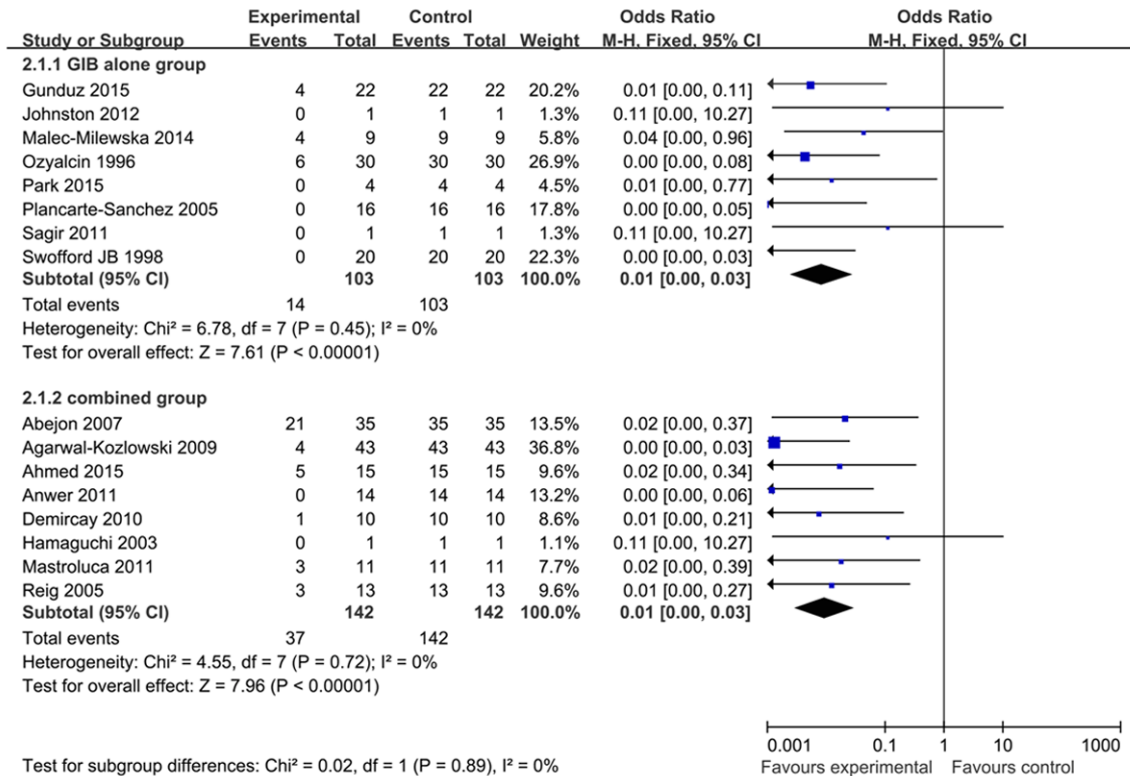 Experimental Control Odds Ratio Odds Ratio
Study or Subgroup Events Total Events Total Weight M-H, Fixed, 95% CI M-H, Fixed, 95% CI
2.1.1 GIB alone group
Gunduz 2015 4 22 22 22 20.2% 0.01 [0.00, 0.11]
Johnston 2012 0 1 1 1 1.3% 0.11 [0.00, 10.27]
Malec-Milewska 2014 4 9 9 9 5.8% 0.04 [0.00, 0.96]
Ozyalcin 1996 6 30 30 30 26.9% 0.00 [0.00, 0.08]
Park 2015 0 4 4 4 4.5% 0.01 [0.00, 0.77]
Plancarte-Sanchez 2005 0 16 16 16 17.8% 0.00 [0.00, 0.05]
Sagir 2011 0 1 1 1 1.3% 0.11 [0.00, 10.27]
Swofford JB 1998 0 20 20 20 22.3% 0.00 [0.00, 0.03]
Subtotal (95% CI) 103 103 100.0% 0.01 [0.00, 0.03]
Total events 14 103
Heterogeneity: Chi² = 6.78, df = 7 (P = 0.45); I² = 0%
Test for overall effect: Z = 7.61 (P < 0.00001)
2.1.2 combined group
Abejon 2007 21 35 35 35 13.5% 0.02 [0.00, 0.37]
Agarwal-Kozlowski 2009 4 43 43 43 36.8% 0.00 [0.00, 0.03]
Ahmed 2015 5 15 15 15 9.6% 0.02 [0.00, 0.34]
Anwer 2011 0 14 14 14 13.2% 0.00 [0.00, 0.06]
Demircay 2010 1 10 10 10 8.6% 0.01 [0.00, 0.21]
Hamaguchi 2003 0 1 1 1 1.1% 0.11 [0.00, 10.27]
Mastroluca 2011 3 11 11 11 7.7% 0.02 [0.00, 0.39]
Reig 2005 3 13 13 13 9.6% 0.01 [0.00, 0.27]
Subtotal (95% CI) 142 142 100.0% 0.01 [0.00, 0.03]
Total events 37 142
Heterogeneity: Chi² = 4.55, df = 7 (P = 0.72); I² = 0%
Test for overall effect: Z = 7.96 (P < 0.00001)
0.001 0.1 1 10 1000
Test for subgroup differences: Chi² = 0.02, df = 1 (P = 0.89), I² = 0% Favours experimental Favours control